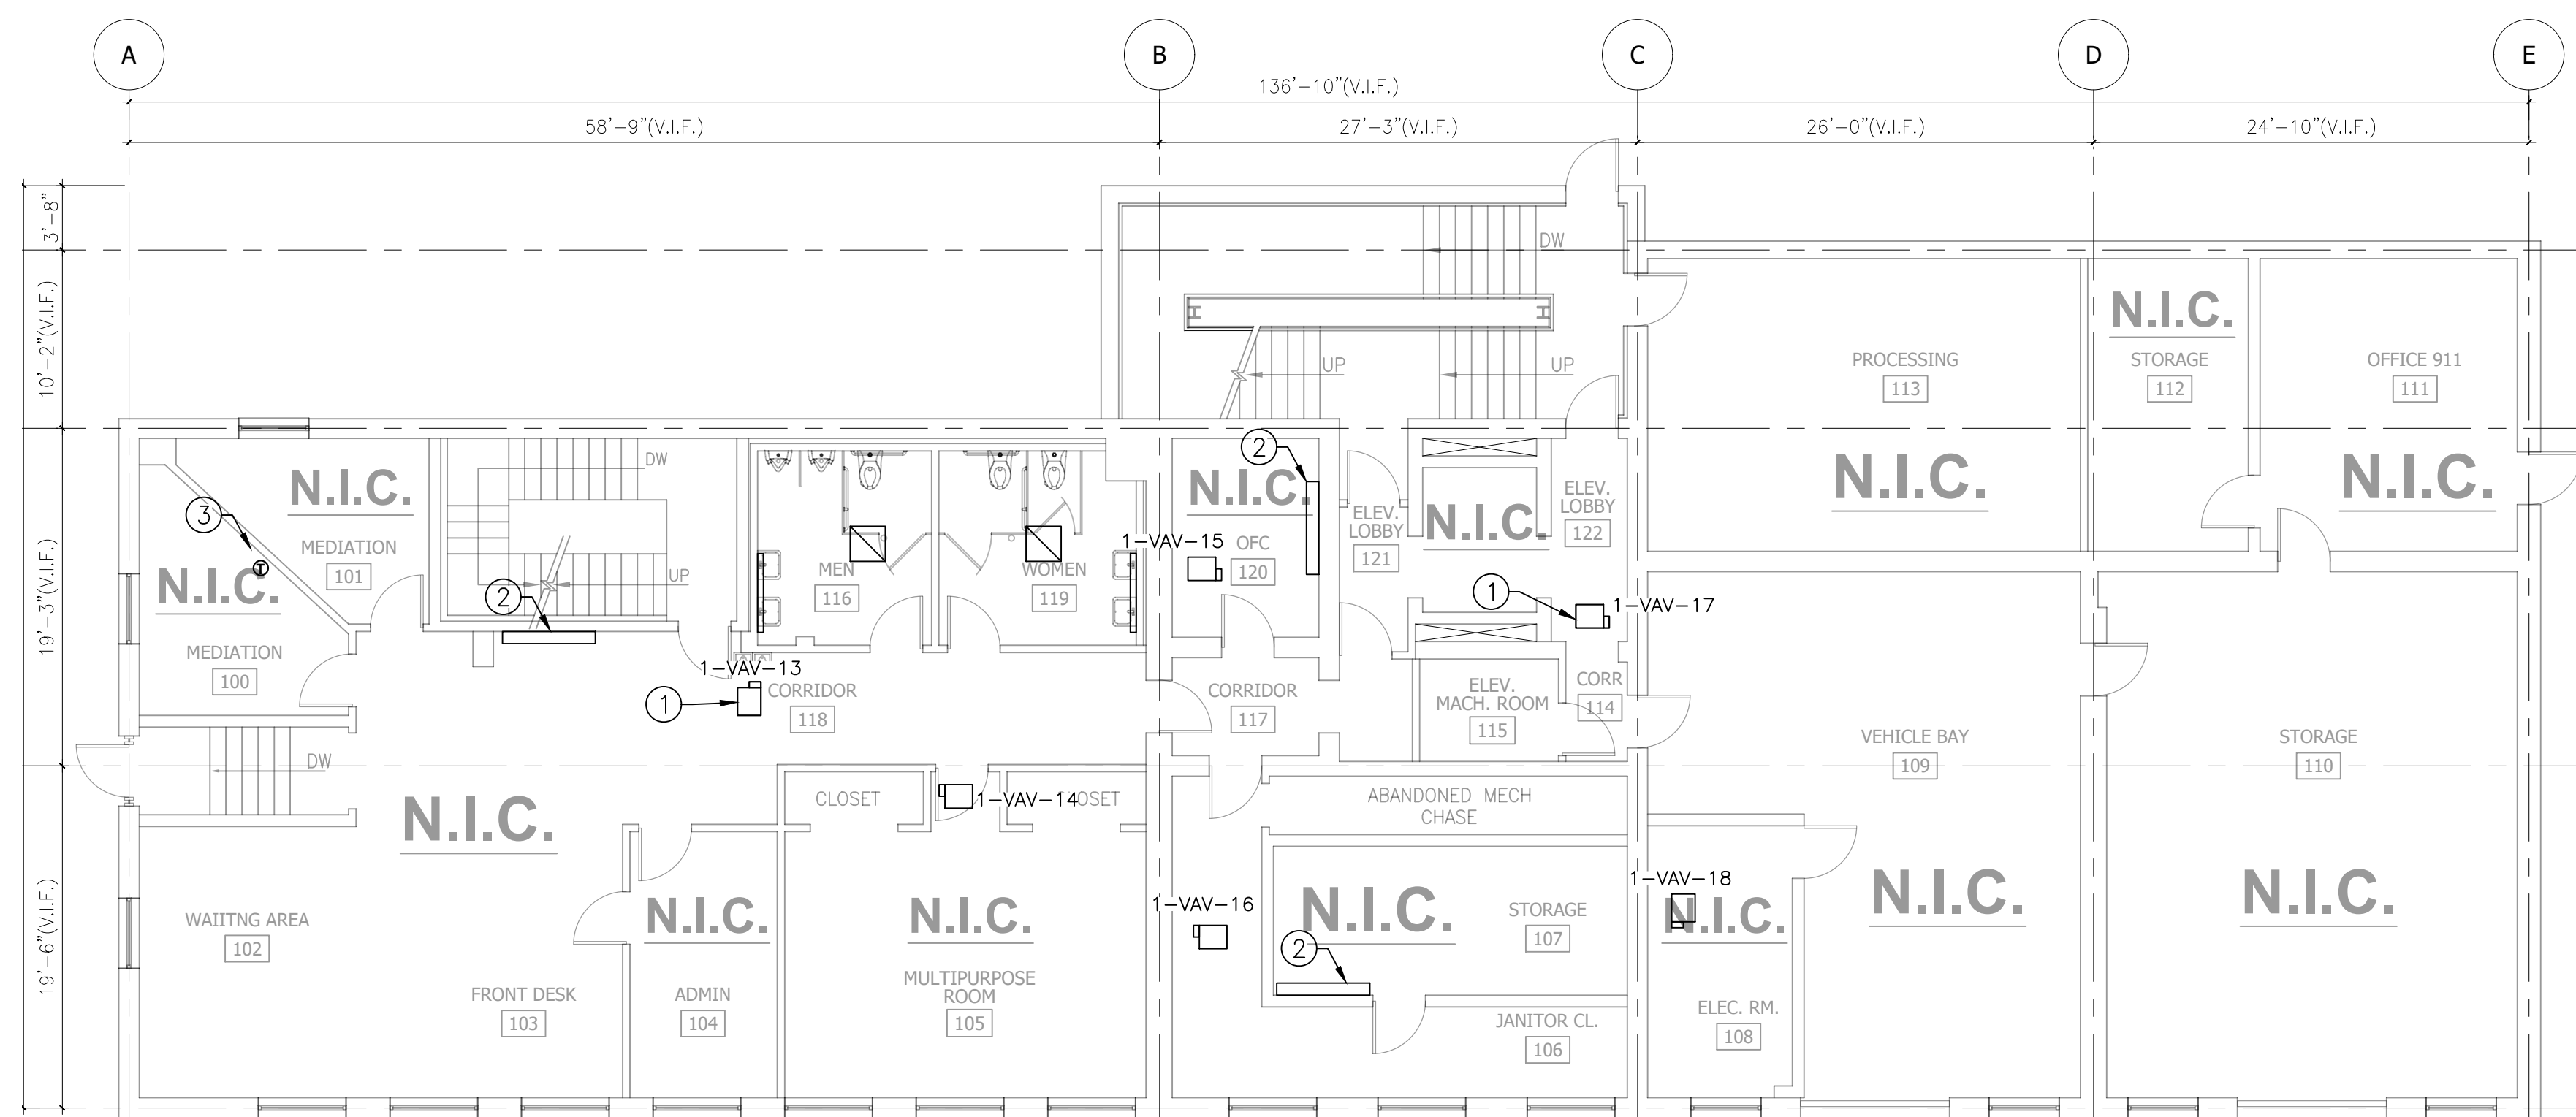 A
B
C
D
E
136'-10"(V.I.F.)
58'-9"(V.I.F.)
27'-3"(V.I.F.)
26'-0"(V.I.F.)
24'-10"(V.I.F.)
3'-8"
10'-2"(V.I.F.)
19'-3"(V.I.F.)
19'-6"(V.I.F.)
DW
UP
UP
N.I.C.
PROCESSING
113
STORAGE
112
OFFICE 911
111
N.I.C.
N.I.C.
DW
UP
N.I.C.
MEDIATION
101
3
T
N.I.C.
MEDIATION
100
2
MEN
116
WOMEN
119
2
N.I.C.
1-VAV-15
OFC
120
ELEV.
LOBBY
121
N.I.C.
ELEV.
LOBBY
122
1
1-VAV-17
1-VAV-13
1
CORRIDOR
118
CORRIDOR
117
ELEV.
MACH. ROOM
115
CORR
114
VEHICLE BAY
109
STORAGE
110
DW
N.I.C.
CLOSET
1-VAV-14
CLOSET
ABANDONED MECH
CHASE
WAIITNG AREA
102
FRONT DESK
103
N.I.C.
ADMIN
104
N.I.C.
MULTIPURPOSE
ROOM
105
1-VAV-16
N.I.C.
STORAGE
107
2
JANITOR CL.
106
1-VAV-18
N.I.C.
ELEC. RM.
108
N.I.C.
N.I.C.